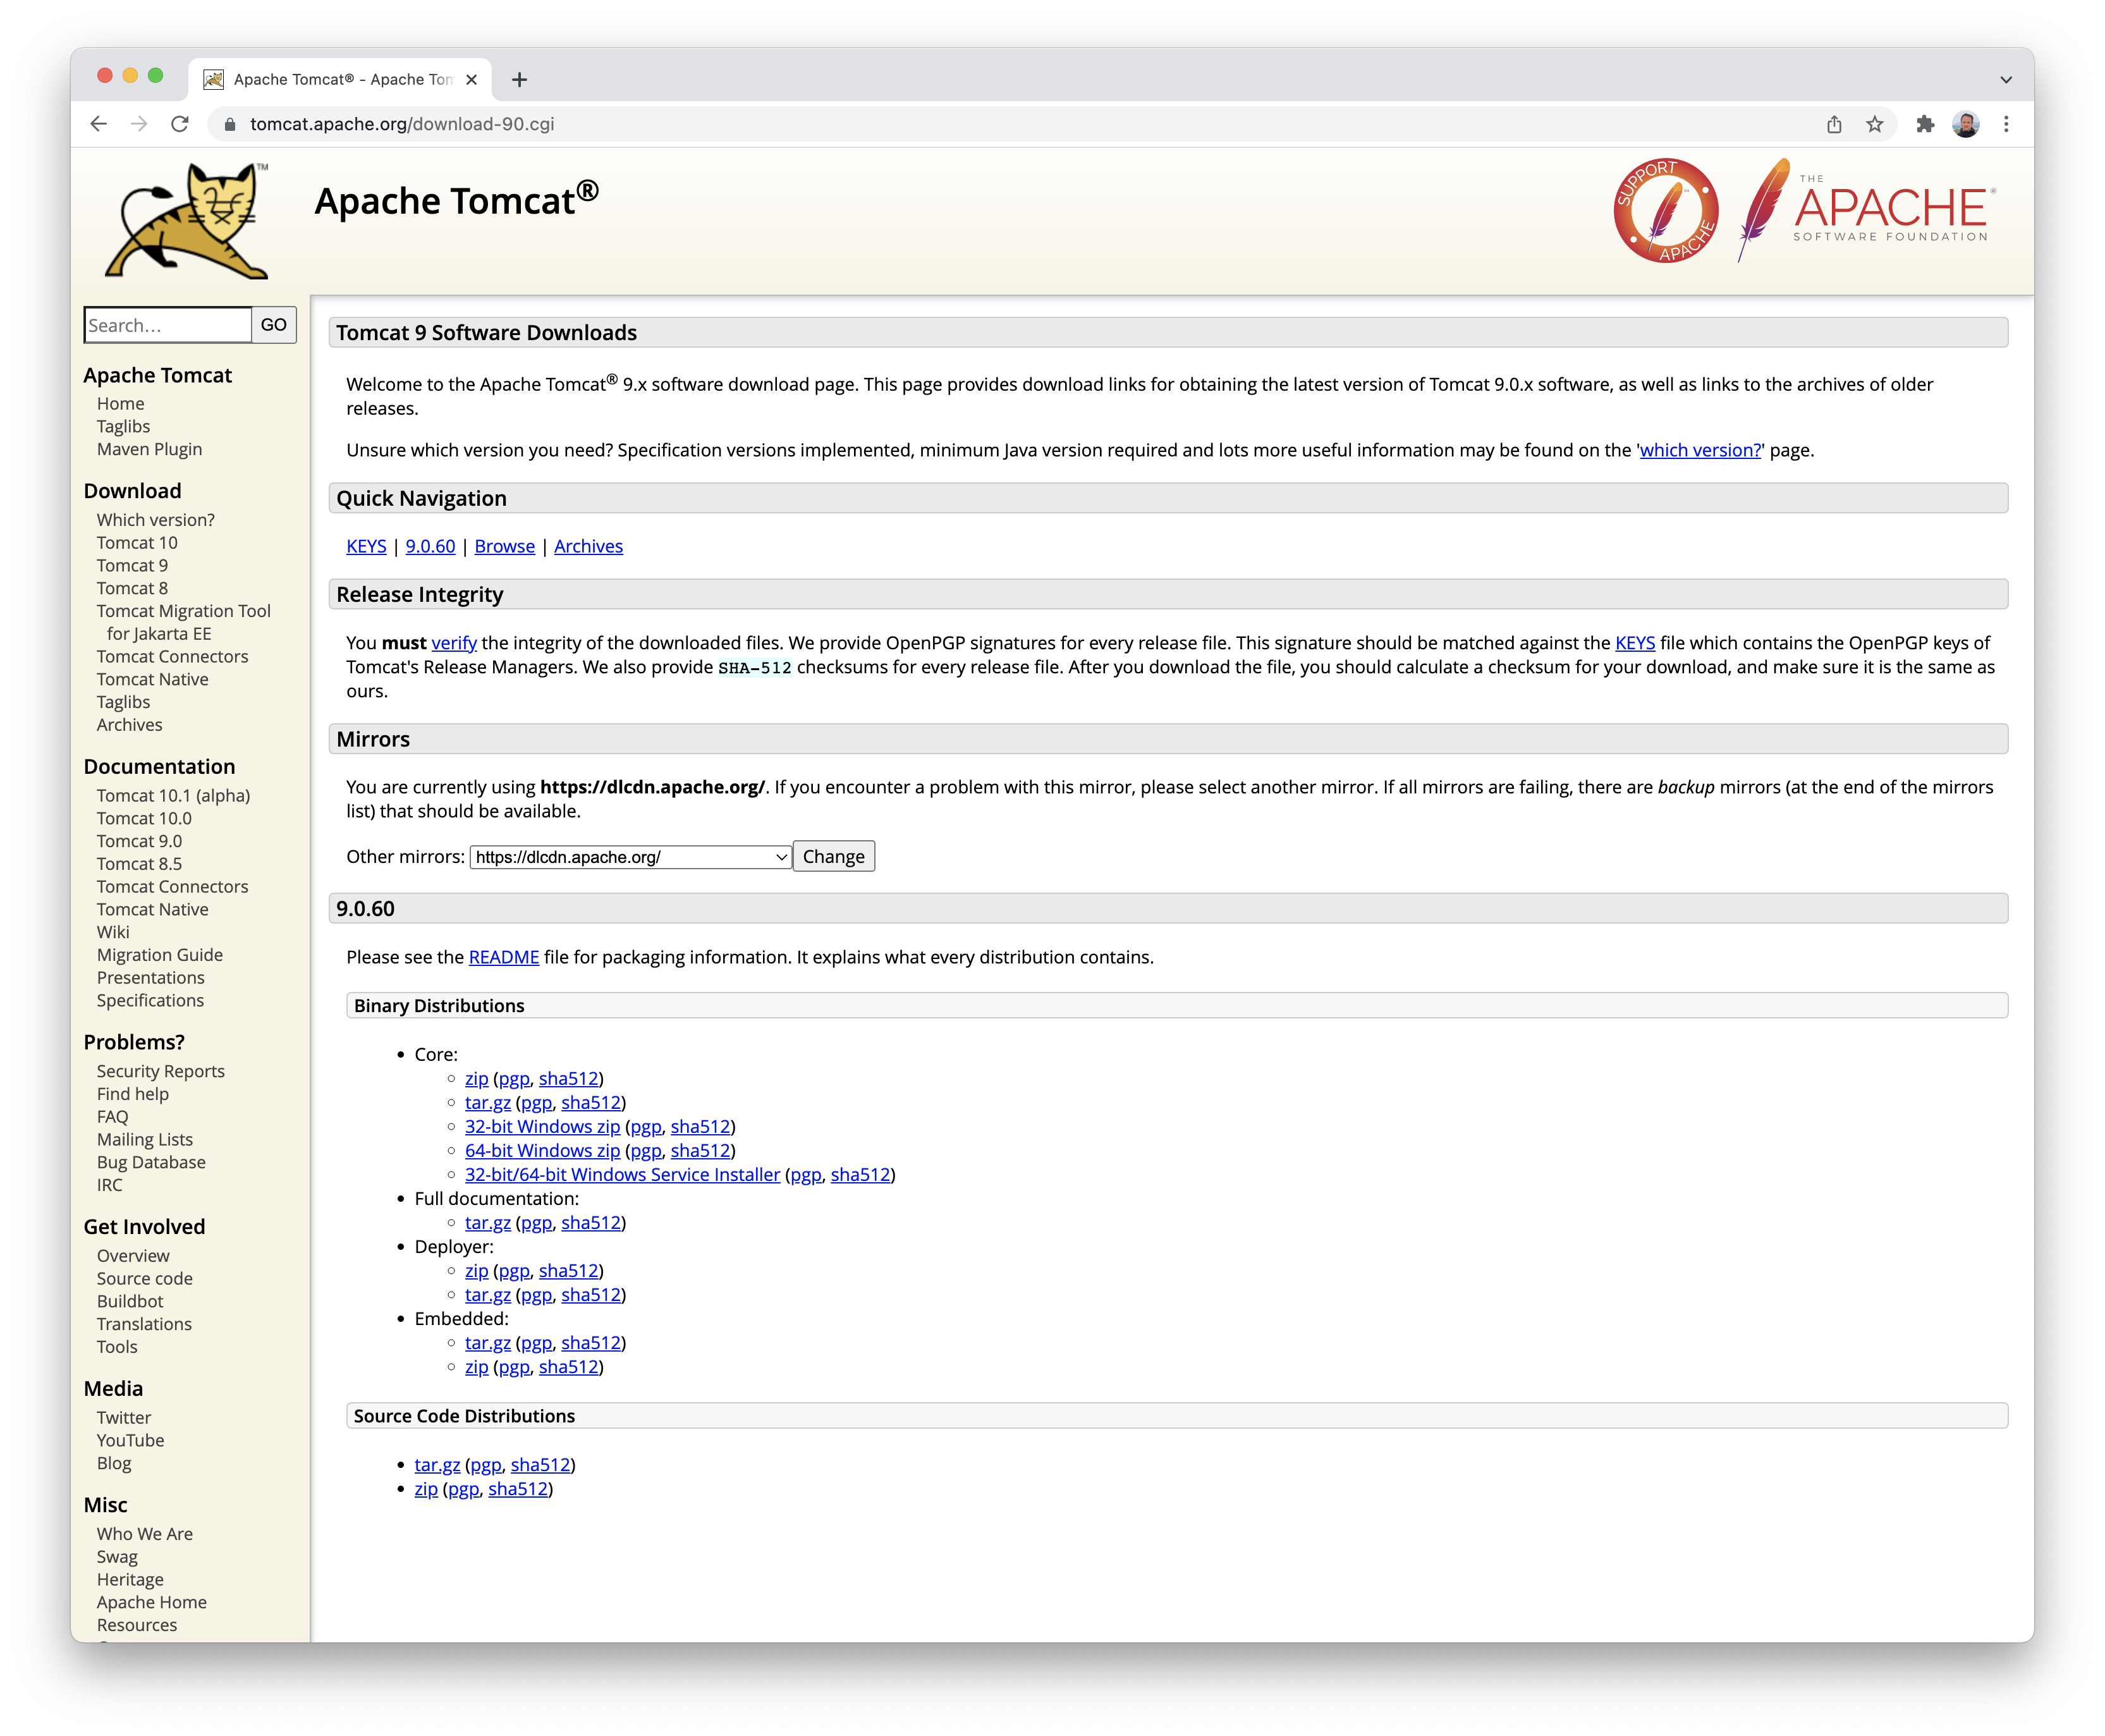 Apache Tomcat® - Apache Tom
tomcat.apache.org/download-90.cgi
TM
Apache Tomcat®
SUPPORT
APACHE
THE
APACHE®
SOFTWARE FOUNDATION
Search…
GO
Apache Tomcat
Home
Taglibs
Maven Plugin
Download
Which version?
Tomcat 10
Tomcat 9
Tomcat 8
Tomcat Migration Tool
for Jakarta EE
Tomcat Connectors
Tomcat Native
Taglibs
Archives
Documentation
Tomcat 10.1 (alpha)
Tomcat 10.0
Tomcat 9.0
Tomcat 8.5
Tomcat Connectors
Tomcat Native
Wiki
Migration Guide
Presentations
Specifications
Problems?
Security Reports
Find help
FAQ
Mailing Lists
Bug Database
IRC
Get Involved
Overview
Source code
Buildbot
Translations
Tools
Media
Twitter
YouTube
Blog
Misc
Who We Are
Swag
Heritage
Apache Home
Resources
Tomcat 9 Software Downloads
Welcome to the Apache Tomcat® 9.x software download page. This page provides download links for obtaining the latest version of Tomcat 9.0.x software, as well as links to the archives of older
releases.
Unsure which version you need? Specification versions implemented, minimum Java version required and lots more useful information may be found on the 'which version?' page.
Quick Navigation
KEYS | 9.0.60 | Browse | Archives
Release Integrity
You must verify the integrity of the downloaded files. We provide OpenPGP signatures for every release file. This signature should be matched against the KEYS file which contains the OpenPGP keys of
Tomcat's Release Managers. We also provide SHA-512 checksums for every release file. After you download the file, you should calculate a checksum for your download, and make sure it is the same as
ours.
Mirrors
You are currently using https://dlcdn.apache.org/. If you encounter a problem with this mirror, please select another mirror. If all mirrors are failing, there are backup mirrors (at the end of the mirrors
list) that should be available.
Other mirrors: https://dlcdn.apache.org/ Change
9.0.60
Please see the README file for packaging information. It explains what every distribution contains.
Binary Distributions
• Core:
◦ zip (pgp, sha512)
◦ tar.gz (pgp, sha512)
◦ 32-bit Windows zip (pgp, sha512)
◦ 64-bit Windows zip (pgp, sha512)
◦ 32-bit/64-bit Windows Service Installer (pgp, sha512)
• Full documentation:
◦ tar.gz (pgp, sha512)
• Deployer:
◦ zip (pgp, sha512)
◦ tar.gz (pgp, sha512)
• Embedded:
◦ tar.gz (pgp, sha512)
◦ zip (pgp, sha512)
Source Code Distributions
• tar.gz (pgp, sha512)
• zip (pgp, sha512)